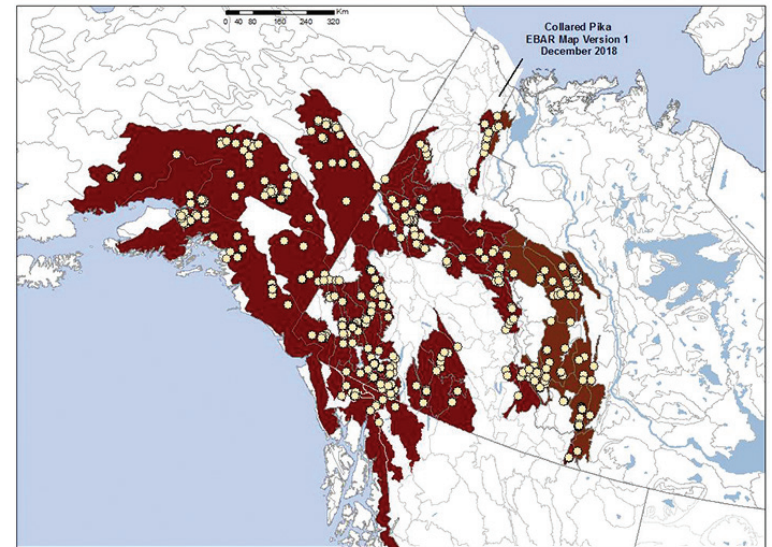 Km
0 40 80 160 240 320
Collared Pika
EBAR Map Version 1
December 2018